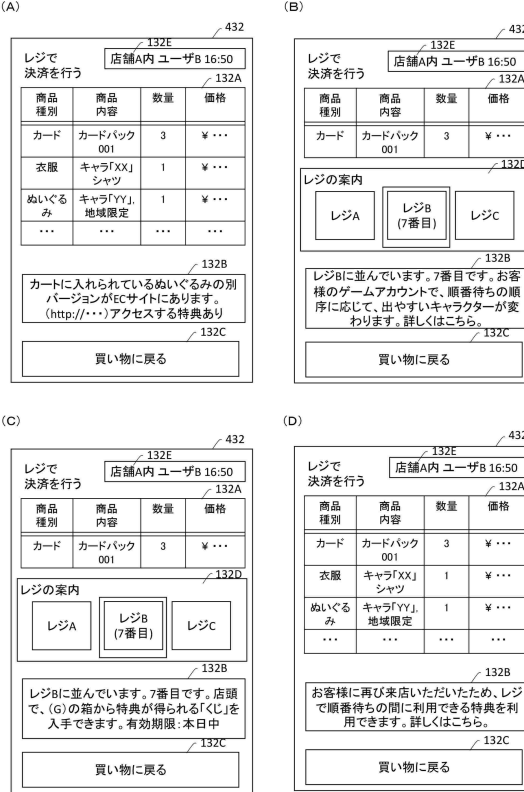 (A)
432
132E
レジで
決済を行う
店舗A内 ユーザB 16:50
132A
商品
種別
商品
内容
数量
価格
カード
カードパック
001
3
¥ ・・・
衣服
キャラ「XX」
シャツ
1
¥ ・・・
ぬいぐる
み
キャラ「YY」,
地域限定
1
¥ ・・・
・・・
・・・
・・・
・・・
132B
カートに入れられているぬいぐるみの別
バージョンがECサイトにあります。
(http://・・・)アクセスする特典あり
132C
買い物に戻る
(B)
432
132E
レジで
決済を行う
店舗A内 ユーザB 16:50
132A
商品
種別
商品
内容
数量
価格
カード
カードパック
001
3
¥ ・・・
132D
レジの案内
レジA
レジB
(7番目)
レジC
132B
レジBに並んでいます。7番目です。お客
様のゲームアカウントで、順番待ちの順
序に応じて、出やすいキャラクターが変
わります。詳しくはこちら。
132C
買い物に戻る
(C)
432
132E
レジで
決済を行う
店舗A内 ユーザB 16:50
132A
商品
種別
商品
内容
数量
価格
カード
カードパック
001
3
¥ ・・・
132D
レジの案内
レジA
レジB
(7番目)
レジC
132B
レジBに並んでいます。7番目です。店頭
で、(G)の箱から特典が得られる「くじ」を
入手できます。有効期限:本日中
132C
買い物に戻る
(D)
432
132E
レジで
決済を行う
店舗A内 ユーザB 16:50
132A
商品
種別
商品
内容
数量
価格
カード
カードパック
001
3
¥ ・・・
衣服
キャラ「XX」
シャツ
1
¥ ・・・
ぬいぐる
み
キャラ「YY」,
地域限定
1
¥ ・・・
・・・
・・・
・・・
・・・
132B
お客様に再び来店いただいたため、レジ
で順番待ちの間に利用できる特典を利
用できます。詳しくはこちら。
132C
買い物に戻る